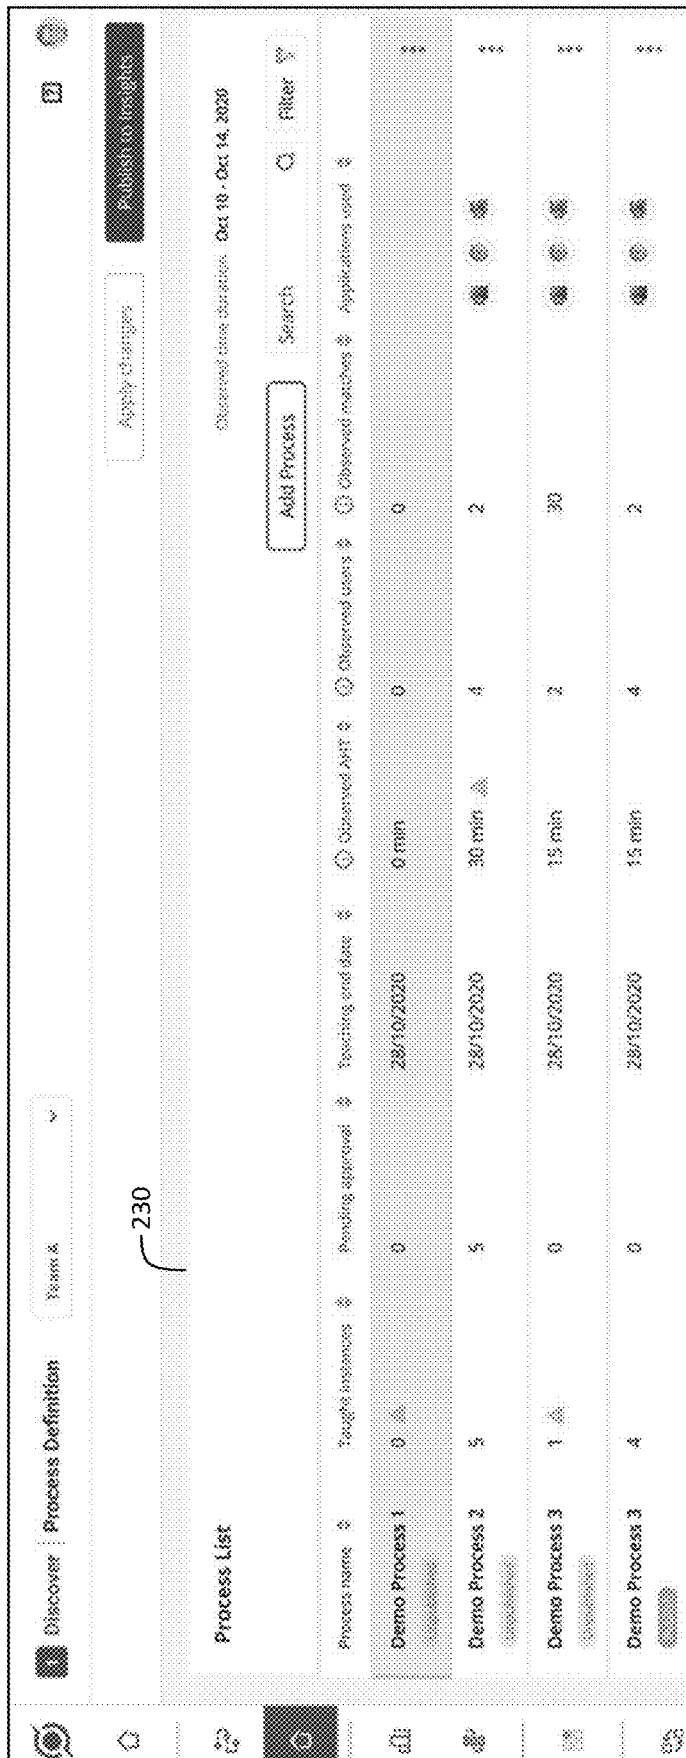 Discover Process Definition Team A
Apply changes Publish to Insights
230
Process List Observed time duration Oct 10 - Oct 14, 2020
Add Process Search Filter
Process name Taught instances Pending approval Teaching end date Observed AHT Observed users Observed matches Applications used
Demo Process 1 0 0 28/10/2020 0 min 0 0
Demo Process 2 5 5 28/10/2020 30 min 4 2
Demo Process 3 1 0 28/10/2020 15 min 2 30
Demo Process 3 4 0 28/10/2020 15 min 4 2